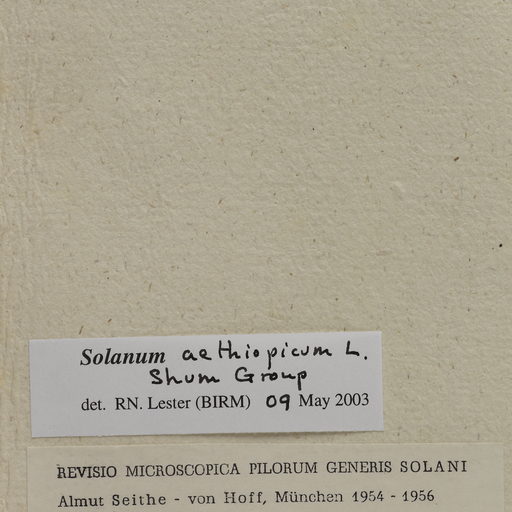 Solanum aethiopicum L.
Shum Group
det. RN. Lester (BIRM) 09 May 2003
REVISIO MICROSCOPICA PILORUM GENERIS SOLANI
Almut Seithe - von Hoff, München 1954 - 1956